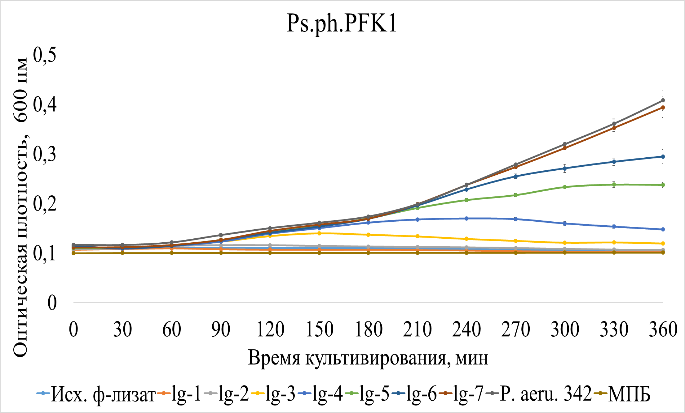 Ps.ph.PFK1
Оптическая плотность, 600 нм
0,5
0,4
0,3
0,2
0,1
0
0 30 60 90 120 150 180 210 240 270 300 330 360
Время культивирования, мин
Исх. ф-лизат lg-1 lg-2 lg-3 lg-4 lg-5 lg-6 lg-7 P. aeru. 342 МПБ